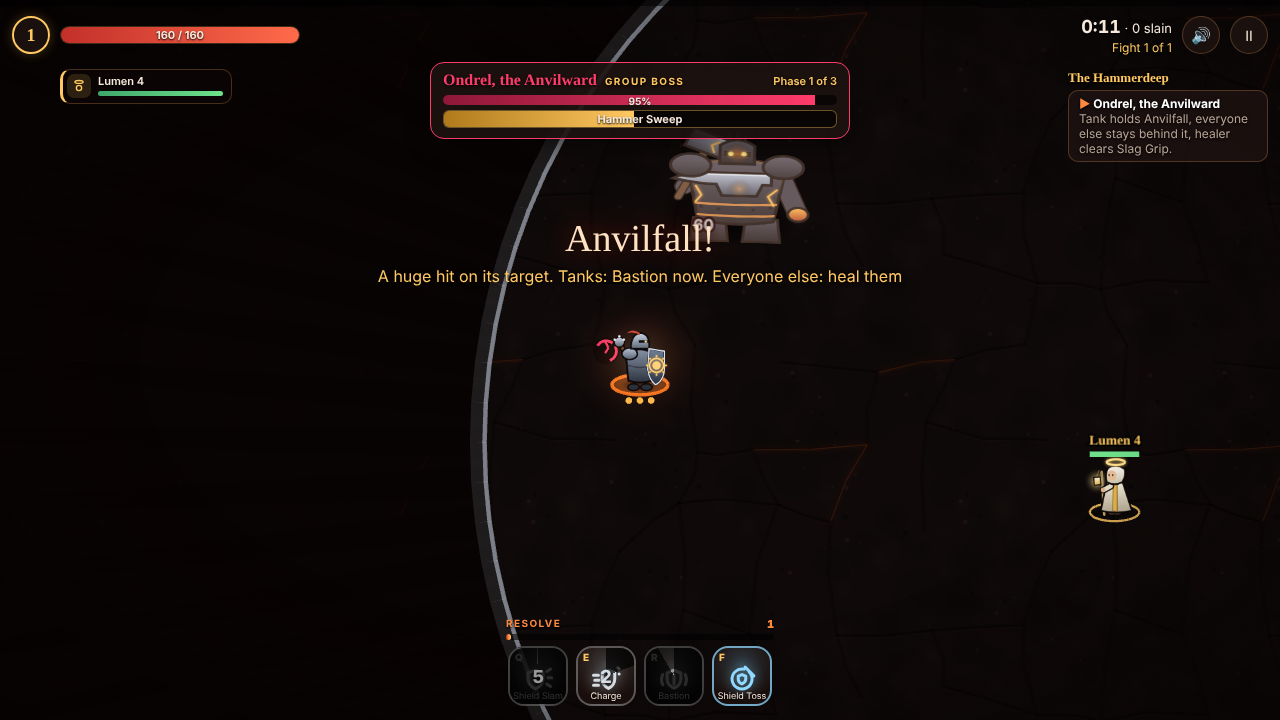 1
160 / 160
Lumen 4
Ondrel, the Anvilward GROUP BOSS Phase 1 of 3
95%
Hammer Sweep
0:11 · 0 slain
Fight 1 of 1
The Hammerdeep
▶ Ondrel, the Anvilward
Tank holds Anvilfall, everyone
else stays behind it, healer
clears Slag Grip.
60
Anvilfall!
A huge hit on its target. Tanks: Bastion now. Everyone else: heal them
Lumen 4
RESOLVE 1
Q 5 Shield Slam
E 2 Charge
R Bastion
F Shield Toss